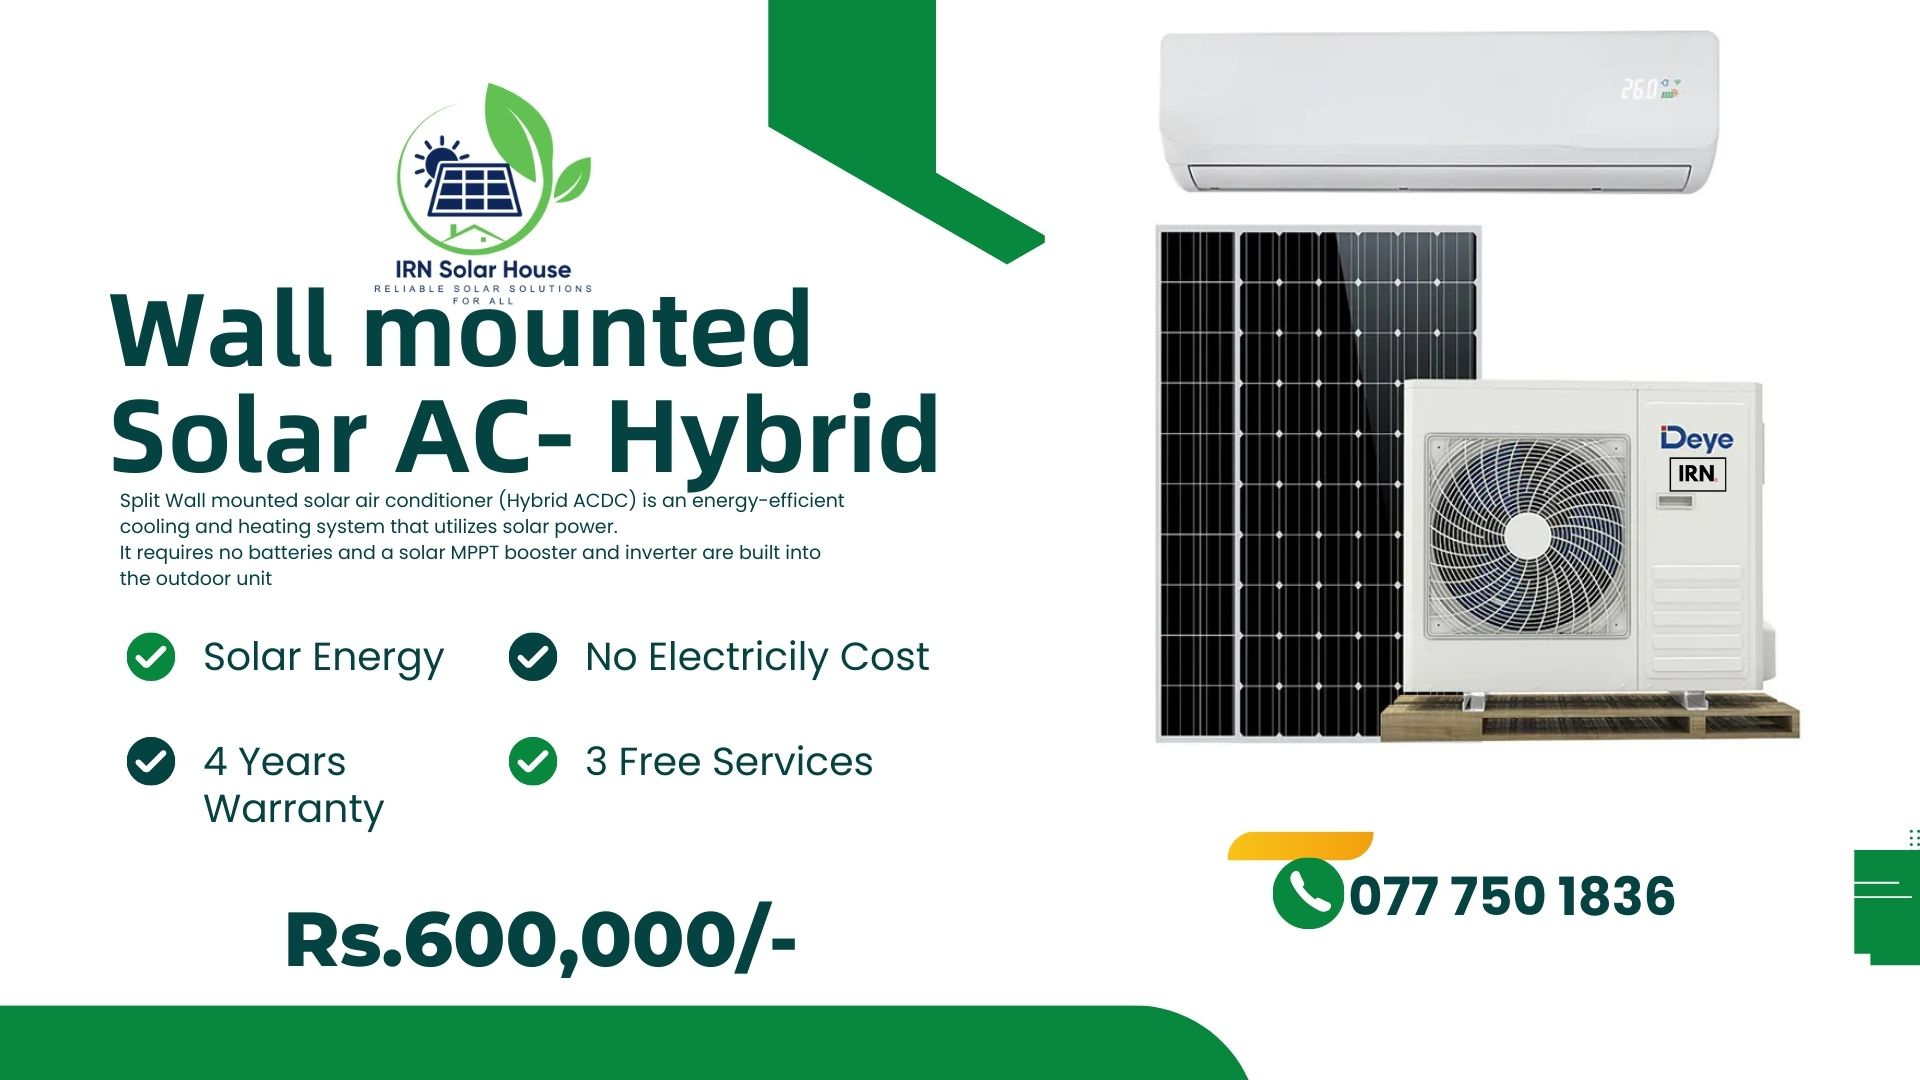 IRN Solar House
RELIABLE SOLAR SOLUTIONS
FOR ALL
Wall mounted
Solar AC- Hybrid
Split Wall mounted solar air conditioner (Hybrid ACDC) is an energy-efficient
cooling and heating system that utilizes solar power.
It requires no batteries and a solar MPPT booster and inverter are built into
the outdoor unit
Solar Energy
No Electricily Cost
4 Years
Warranty
3 Free Services
Rs.600,000/-
26.0
Deye
IRN
077 750 1836